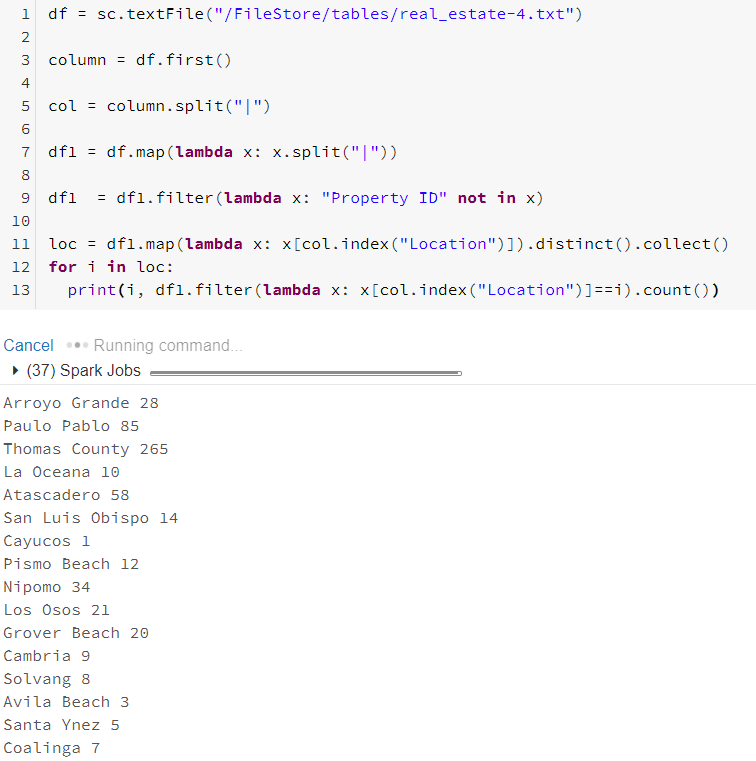 1 df = sc.textFile("/FileStore/tables/real_estate-4.txt")
2
3 column = df.first()
4
5 col = column.split("|")
6
7 df1 = df.map(lambda x: x.split("|"))
8
9 df1  = df1.filter(lambda x: "Property ID" not in x)
10
11 loc = df1.map(lambda x: x[col.index("Location")]).distinct().collect()
12 for i in loc:
13   print(i, df1.filter(lambda x: x[col.index("Location")]==i).count())
Cancel Running command...
(37) Spark Jobs
Arroyo Grande 28
Paulo Pablo 85
Thomas County 265
La Oceana 10
Atascadero 58
San Luis Obispo 14
Cayucos 1
Pismo Beach 12
Nipomo 34
Los Osos 21
Grover Beach 20
Cambria 9
Solvang 8
Avila Beach 3
Santa Ynez 5
Coalinga 7